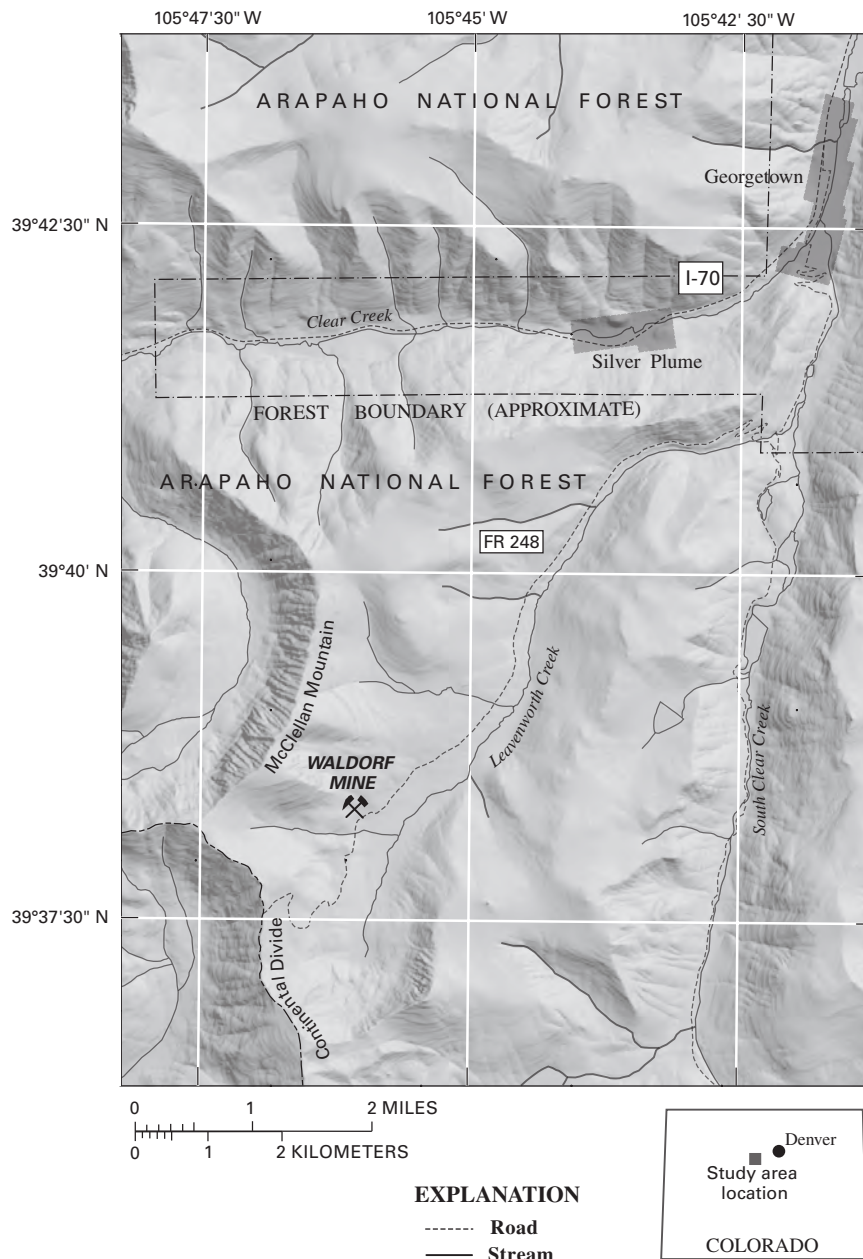 105°47'30" W
105°45'
105°42' 30" W
ARAPAHO NATIONAL FOREST
Georgetown
39°42'30" N
I-70
Clear Creek
Silver Plume
FOREST BOUNDARY (APPROXIMATE)
ARAPAHO NATIONAL FOREST
FR 248
39°40' N
McClellan Mountain
Leavenworth Creek
WALDORF
MINE
South Clear Creek
39°37'30" N
Continental Divide
0 1 2 MILES
0 1 2 KILOMETERS
Denver
Study area
location
COLORADO
EXPLANATION
Road
Stream